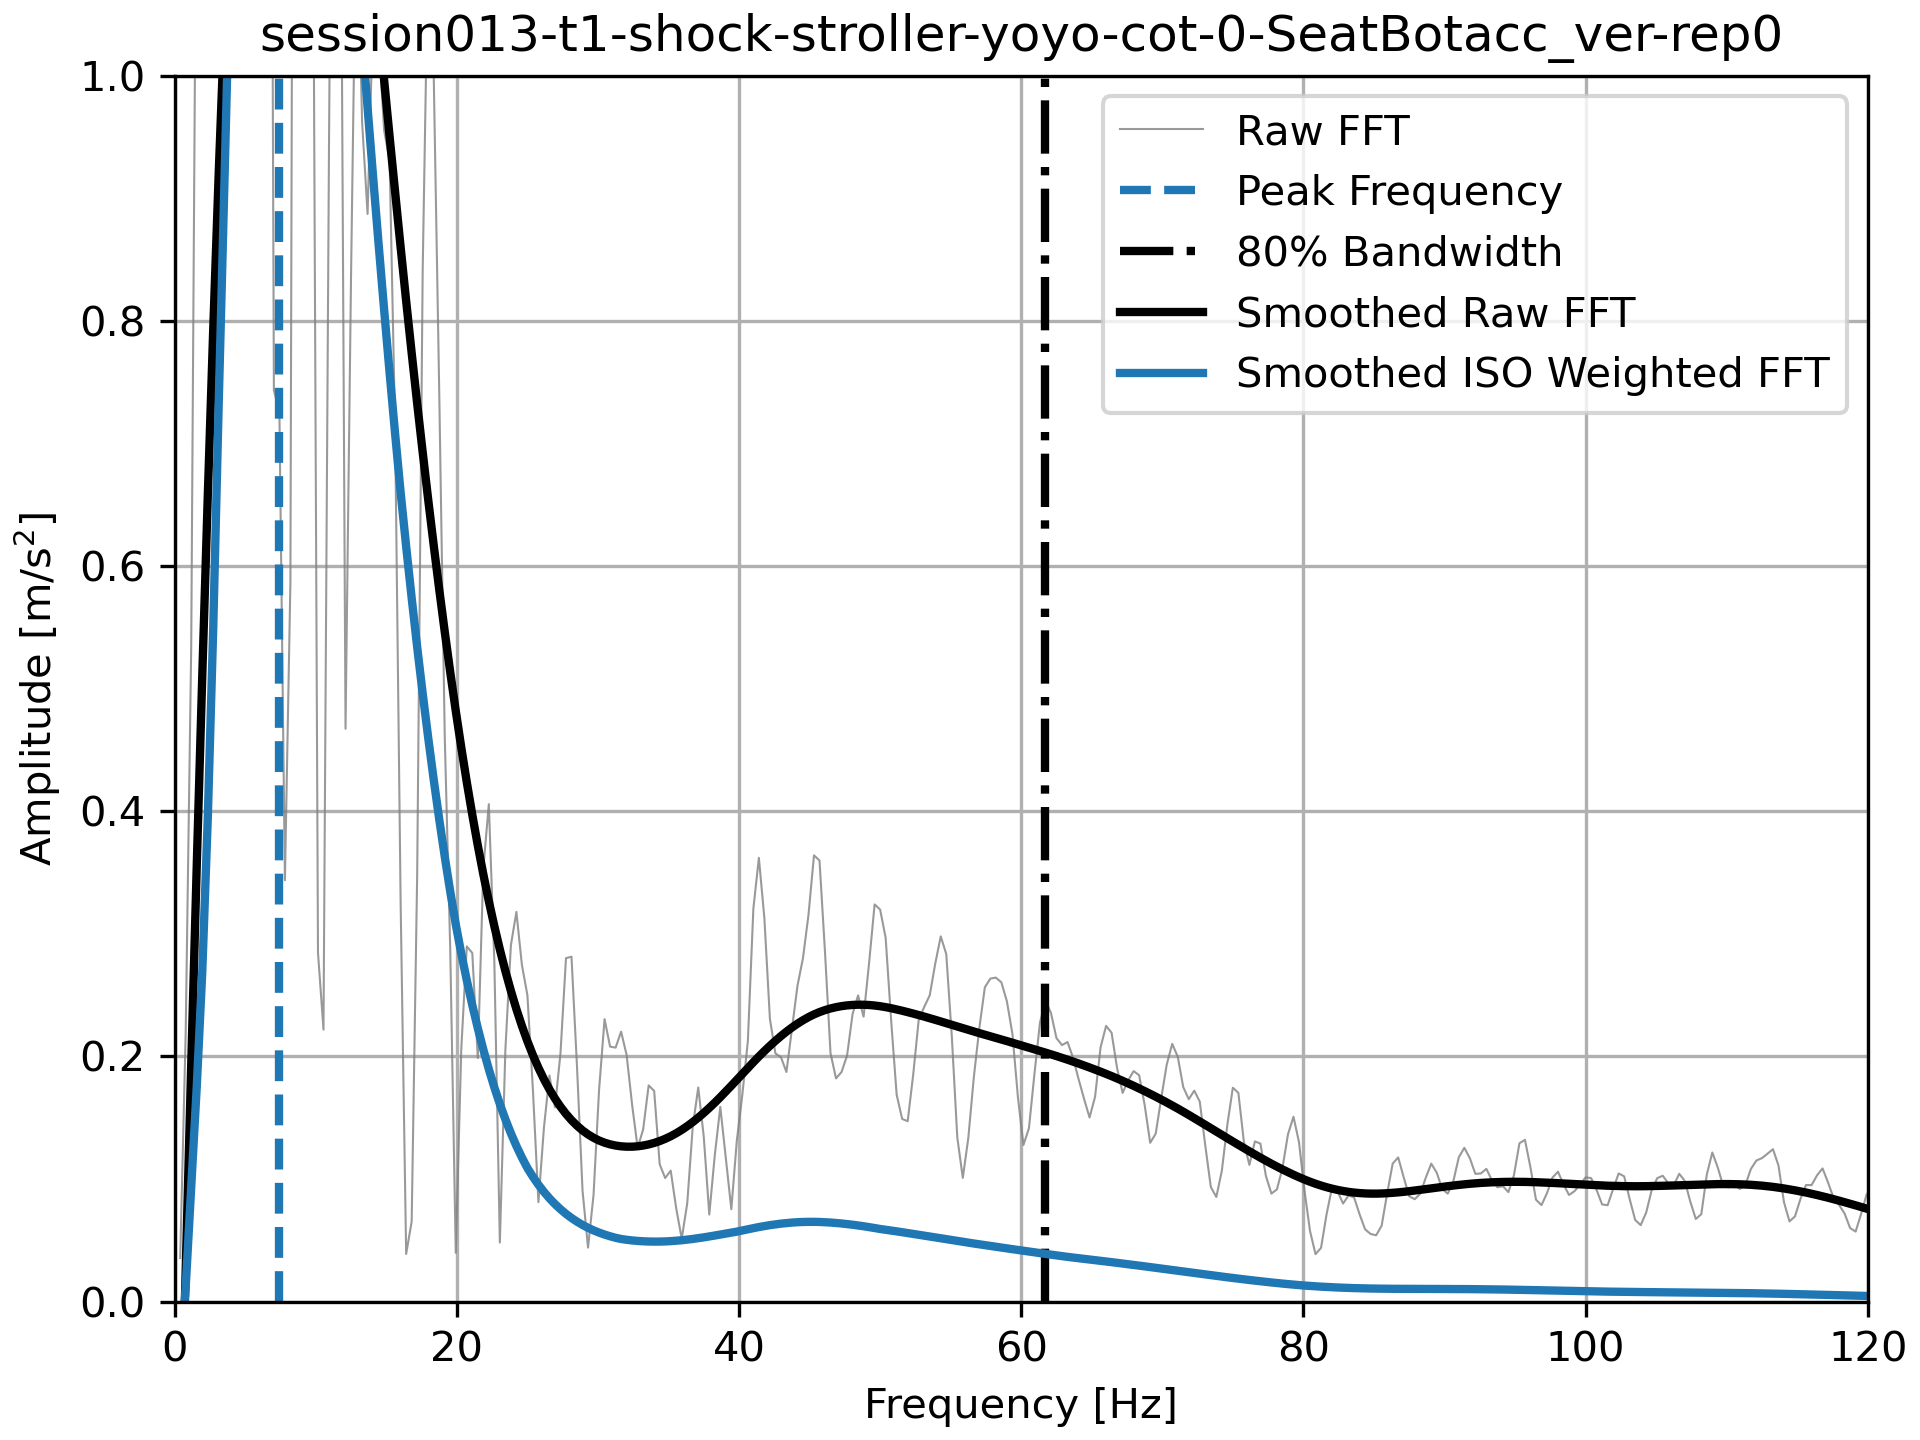 session013-t1-shock-stroller-yoyo-cot-0-SeatBotacc_ver-rep0
1.0
0.8
0.6
0.4
0.2
0.0
Amplitude [m/s²]
0 20 40 60 80 100 120
Frequency [Hz]
Raw FFT
Peak Frequency
80% Bandwidth
Smoothed Raw FFT
Smoothed ISO Weighted FFT